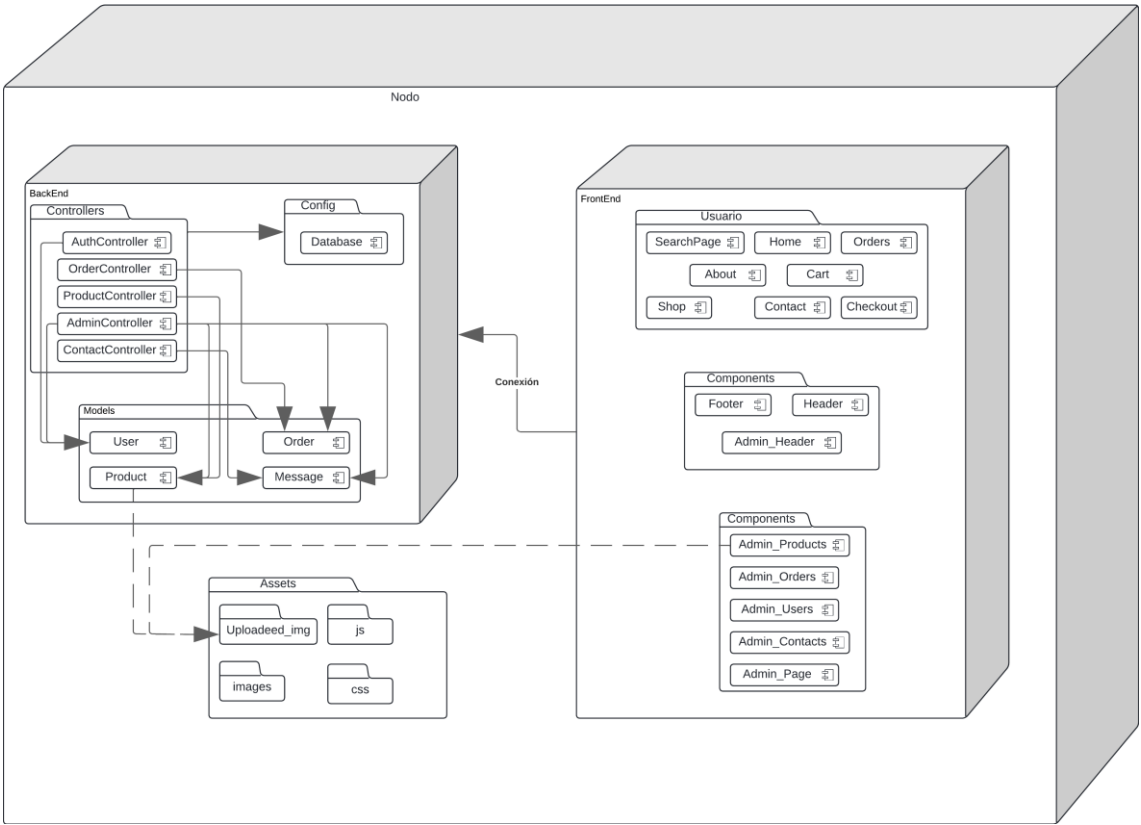 Nodo
BackEnd
Controllers
AuthController
OrderController
ProductController
AdminController
ContactController
Config
Database
Models
User
Order
Product
Message
Conexión
FrontEnd
Usuario
SearchPage
Home
Orders
About
Cart
Shop
Contact
Checkout
Components
Footer
Header
Admin_Header
Components
Admin_Products
Admin_Orders
Admin_Users
Admin_Contacts
Admin_Page
Assets
Uploadeed_img
js
images
css